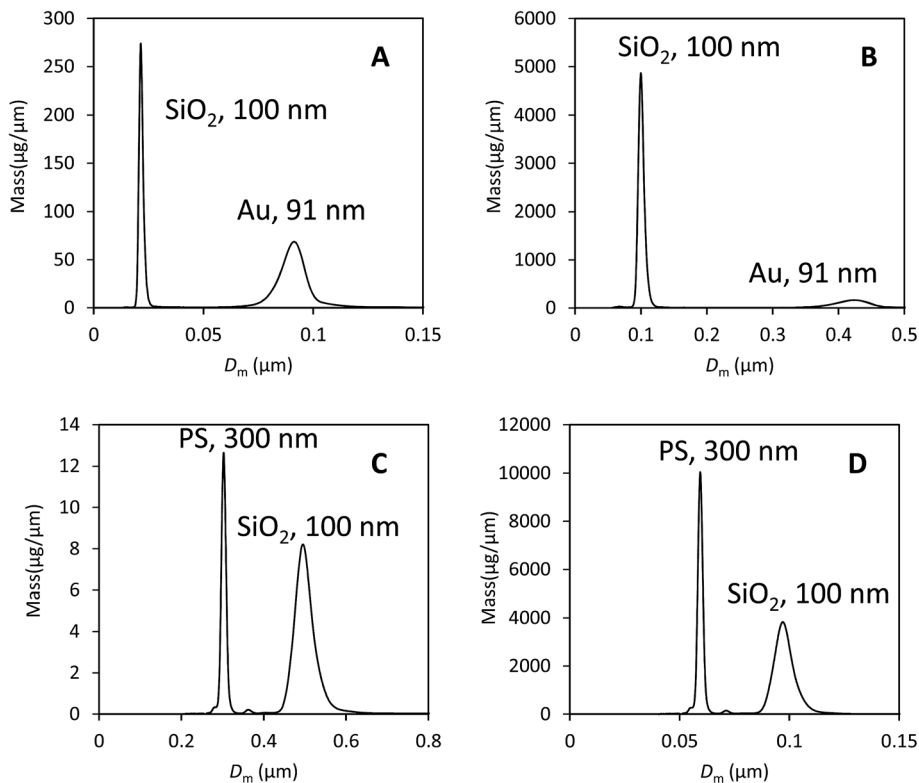 A
SiO₂, 100 nm
Au, 91 nm
Mass(µg/µm)
300
250
200
150
100
50
0
0 0.05 0.1 0.15
Dm (µm)
B
SiO₂, 100 nm
Au, 91 nm
Mass(µg/µm)
6000
5000
4000
3000
2000
1000
0
0 0.1 0.2 0.3 0.4 0.5
Dm (µm)
C
PS, 300 nm
SiO₂, 100 nm
Mass(µg/µm)
14
12
10
8
6
4
2
0
0 0.2 0.4 0.6 0.8
Dm (µm)
D
PS, 300 nm
SiO₂, 100 nm
Mass(µg/µm)
12000
10000
8000
6000
4000
2000
0
0 0.05 0.1 0.15
Dm (µm)